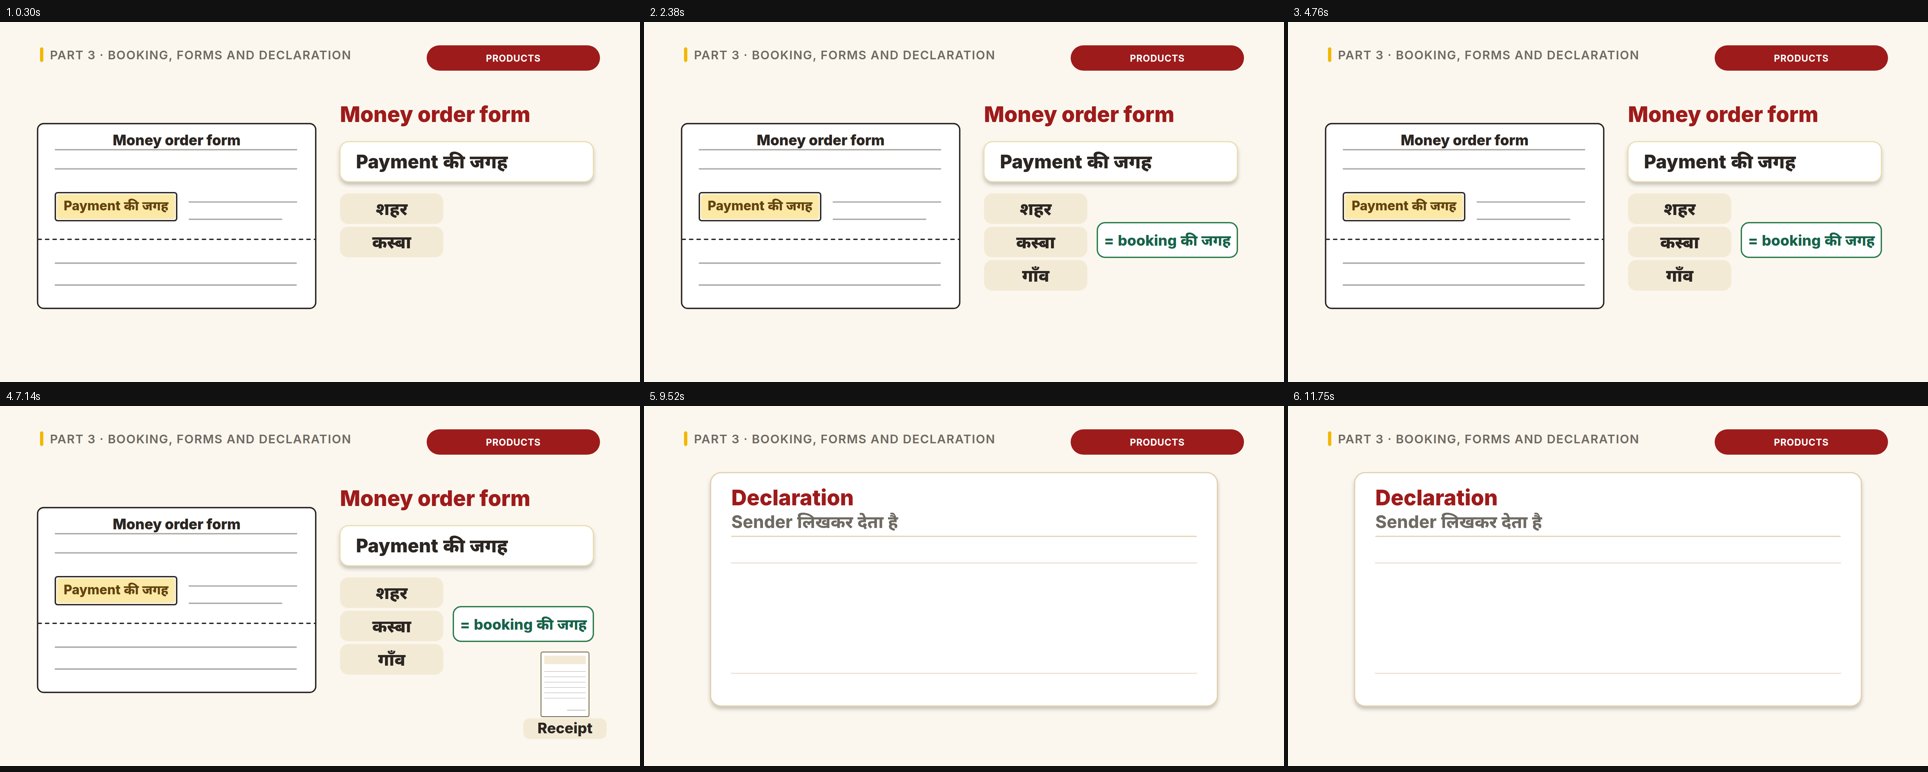 1. 0.30s
PART 3 · BOOKING, FORMS AND DECLARATION
PRODUCTS
Money order form
Money order form
Payment की जगह
Payment की जगह
शहर
कस्बा
2. 2.38s
PART 3 · BOOKING, FORMS AND DECLARATION
PRODUCTS
Money order form
Money order form
Payment की जगह
Payment की जगह
शहर
कस्बा
= booking की जगह
गाँव
3. 4.76s
PART 3 · BOOKING, FORMS AND DECLARATION
PRODUCTS
Money order form
Money order form
Payment की जगह
Payment की जगह
शहर
कस्बा
= booking की जगह
गाँव
4. 7.14s
PART 3 · BOOKING, FORMS AND DECLARATION
PRODUCTS
Money order form
Money order form
Payment की जगह
Payment की जगह
शहर
कस्बा
= booking की जगह
गाँव
Receipt
5. 9.52s
PART 3 · BOOKING, FORMS AND DECLARATION
PRODUCTS
Declaration
Sender लिखकर देता है
6. 11.75s
PART 3 · BOOKING, FORMS AND DECLARATION
PRODUCTS
Declaration
Sender लिखकर देता है